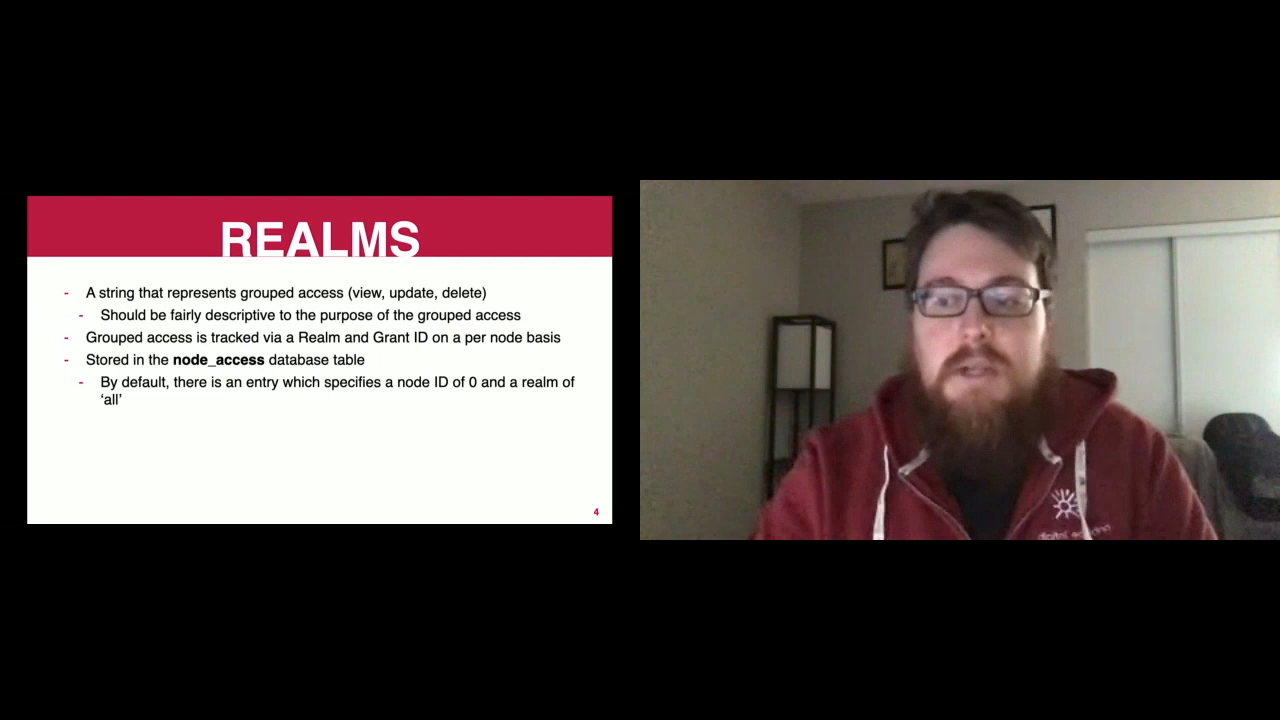 REALMS
- A string that represents grouped access (view, update, delete)
- Should be fairly descriptive to the purpose of the grouped access
- Grouped access is tracked via a Realm and Grant ID on a per node basis
- Stored in the node_access database table
- By default, there is an entry which specifies a node ID of 0 and a realm of
‘all’
4
digital